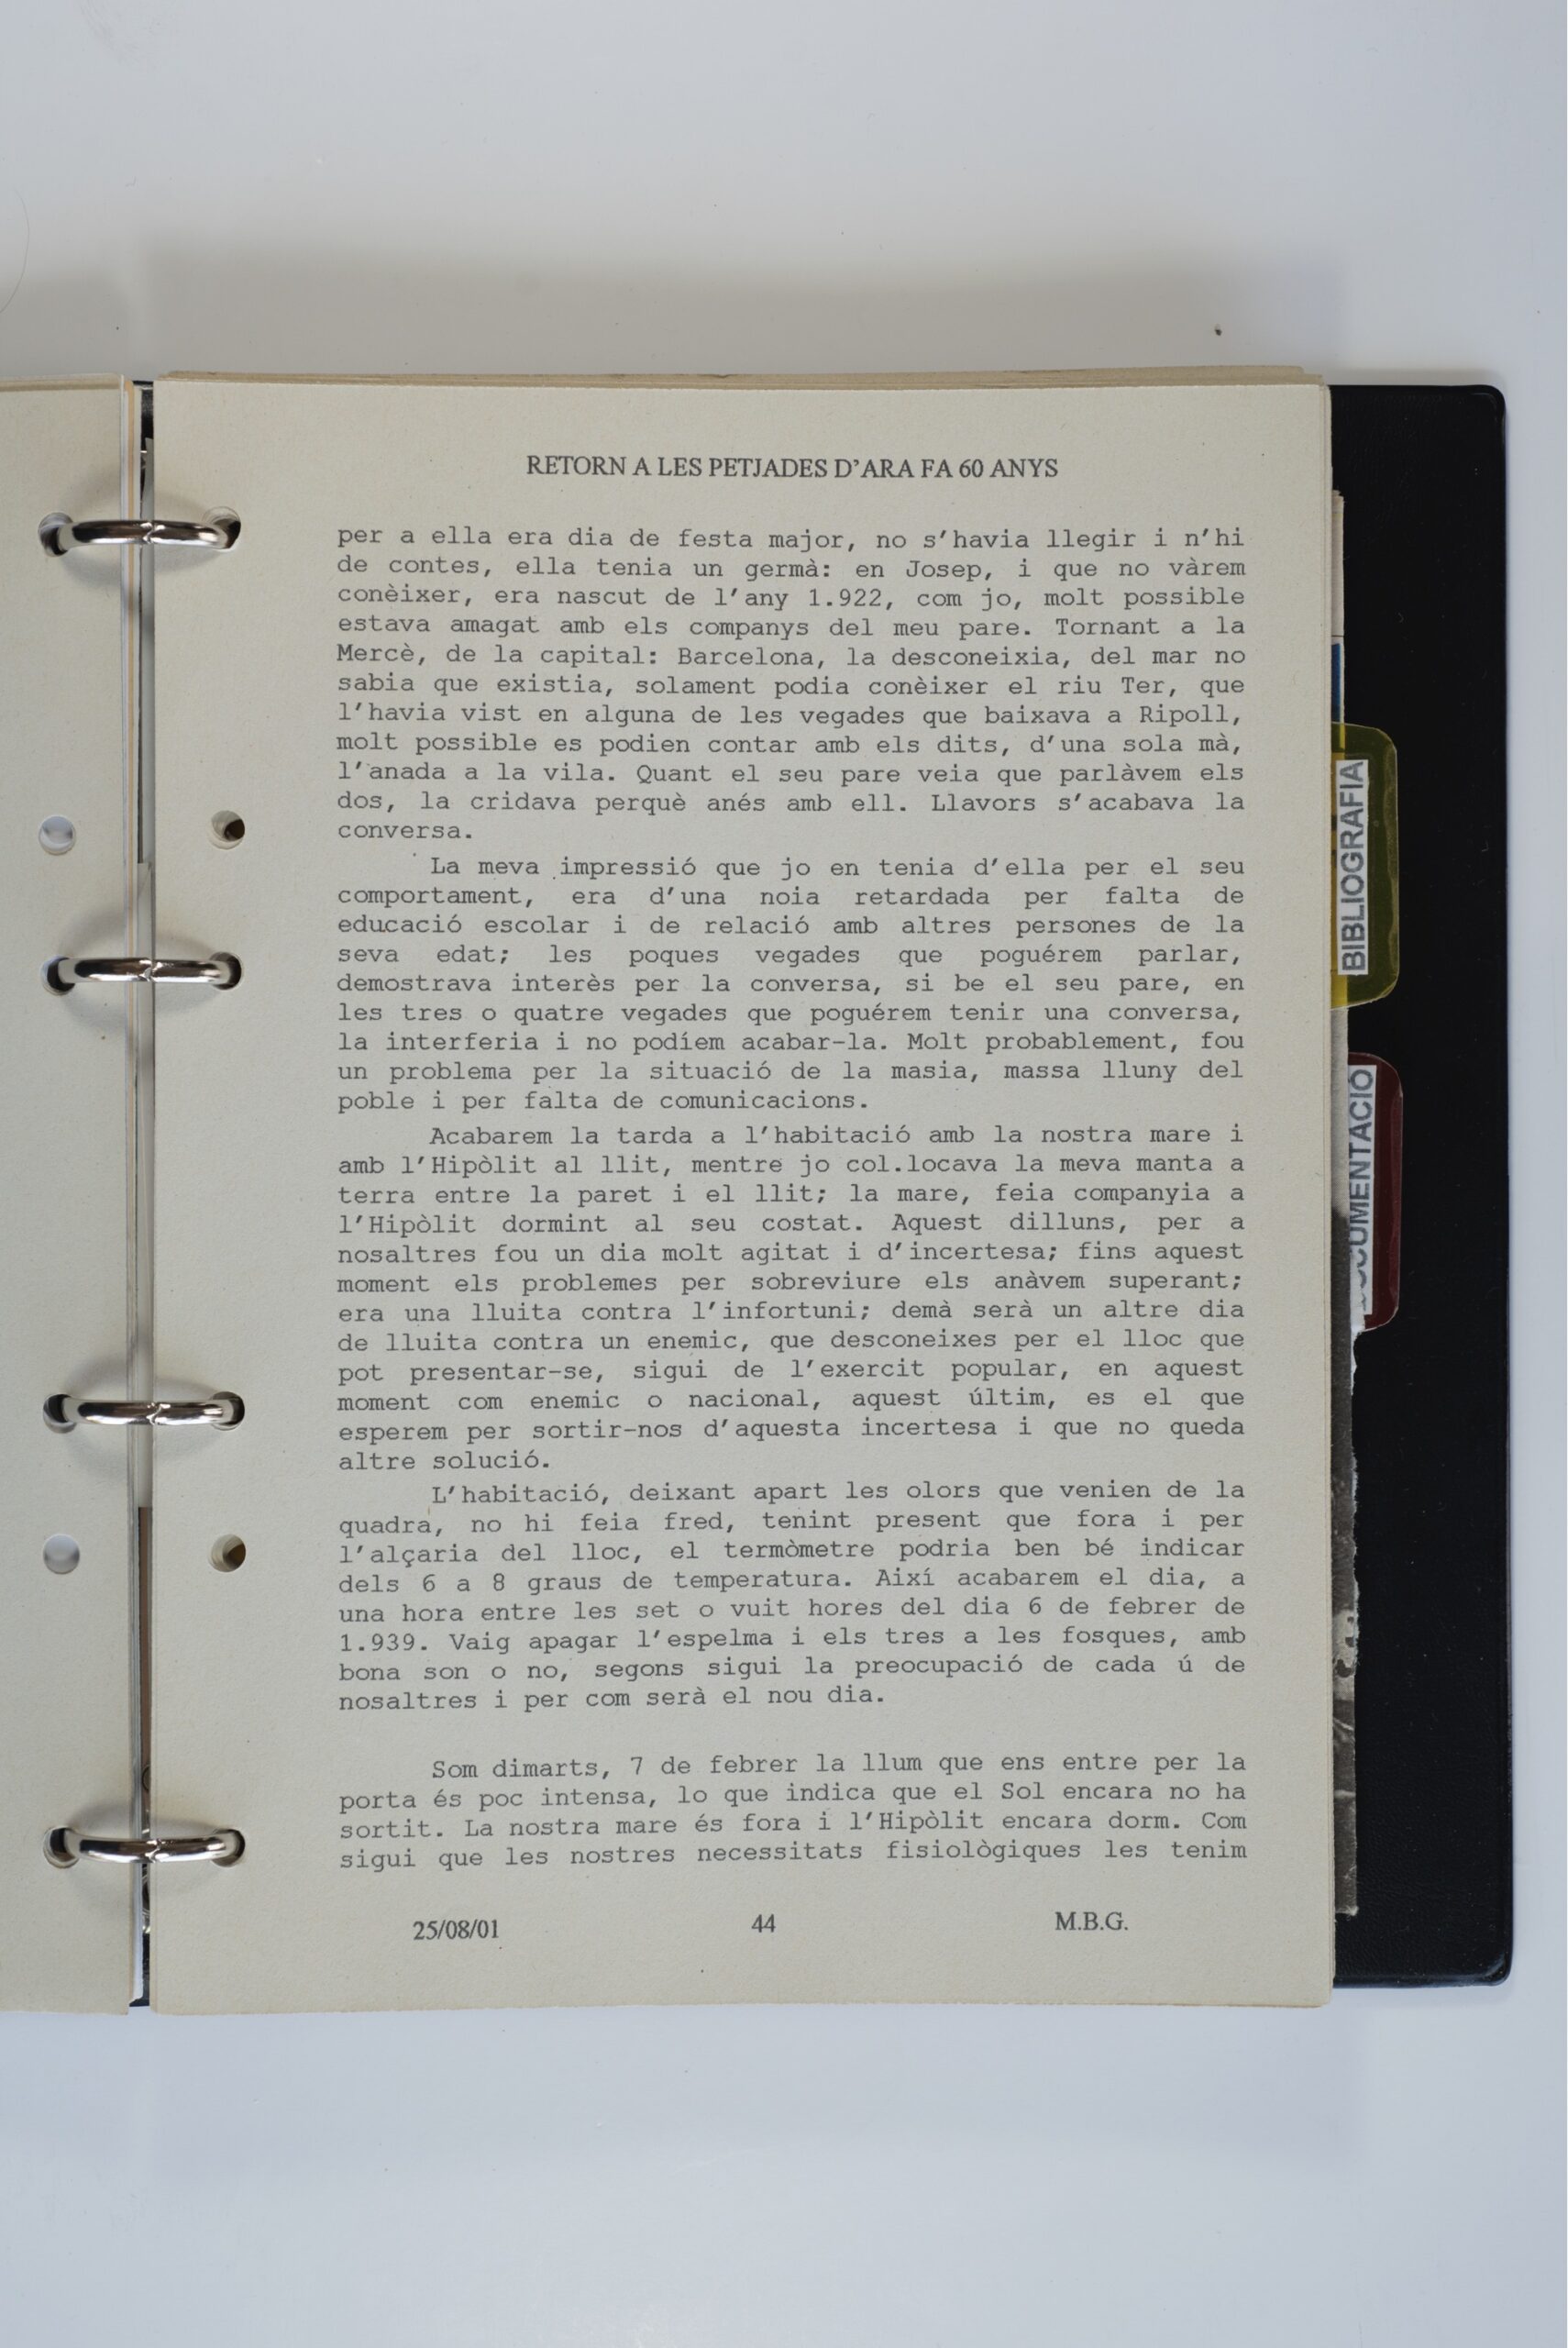 RETORN A LES PETJADES D'ARA FA 60 ANYS
per a ella era dia de festa major, no s'havia llegir i n'hi
de contes, ella tenia un germà: en Josep, i que no vàrem
conèixer, era nascut de l'any 1.922, com jo, molt possible
estava amagat amb els companys del meu pare. Tornant a la
Mercè, de la capital: Barcelona, la desconeixia, del mar no
sabia que existia, solament podia conèixer el riu Ter, que
l'havia vist en alguna de les vegades que baixava a Ripoll,
molt possible es podien contar amb els dits, d'una sola mà,
l'anada a la vila. Quant el seu pare veia que parlàvem els
dos, la cridava perquè anés amb ell. Llavors s'acabava la
conversa.
La meva impressió que jo en tenia d'ella per el seu
comportament, era d'una noia retardada per falta de
educació escolar i de relació amb altres persones de la
seva edat; les poques vegades que poguérem parlar,
demostrava interès per la conversa, si be el seu pare, en
les tres o quatre vegades que poguérem tenir una conversa,
la interferia i no podíem acabar-la. Molt probablement, fou
un problema per la situació de la masia, massa lluny del
poble i per falta de comunicacions.
Acabarem la tarda a l'habitació amb la nostra mare i
amb l'Hipòlit al llit, mentre jo col.locava la meva manta a
terra entre la paret i el llit; la mare, feia companyia a
l'Hipòlit dormint al seu costat. Aquest dilluns, per a
nosaltres fou un dia molt agitat i d'incertesa; fins aquest
moment els problemes per sobreviure els anàvem superant;
era una lluita contra l'infortuni; demà serà un altre dia
de lluita contra un enemic, que desconeixes per el lloc que
pot presentar-se, sigui de l'exercit popular, en aquest
moment com enemic o nacional, aquest últim, es el que
esperem per sortir-nos d'aquesta incertesa i que no queda
altre solució.
L'habitació, deixant apart les olors que venien de la
quadra, no hi feia fred, tenint present que fora i per
l'alçaria del lloc, el termòmetre podria ben bé indicar
dels 6 a 8 graus de temperatura. Així acabarem el dia, a
una hora entre les set o vuit hores del dia 6 de febrer de
1.939. Vaig apagar l'espelma i els tres a les fosques, amb
bona son o no, segons sigui la preocupació de cada ú de
nosaltres i per com serà el nou dia.
Som dimarts, 7 de febrer la llum que ens entre per la
porta és poc intensa, lo que indica que el Sol encara no ha
sortit. La nostra mare és fora i l'Hipòlit encara dorm. Com
sigui que les nostres necessitats fisiològiques les tenim
25/08/01 44 M.B.G.
BIBLIOGRAFIA
DOCUMENTACIÓ